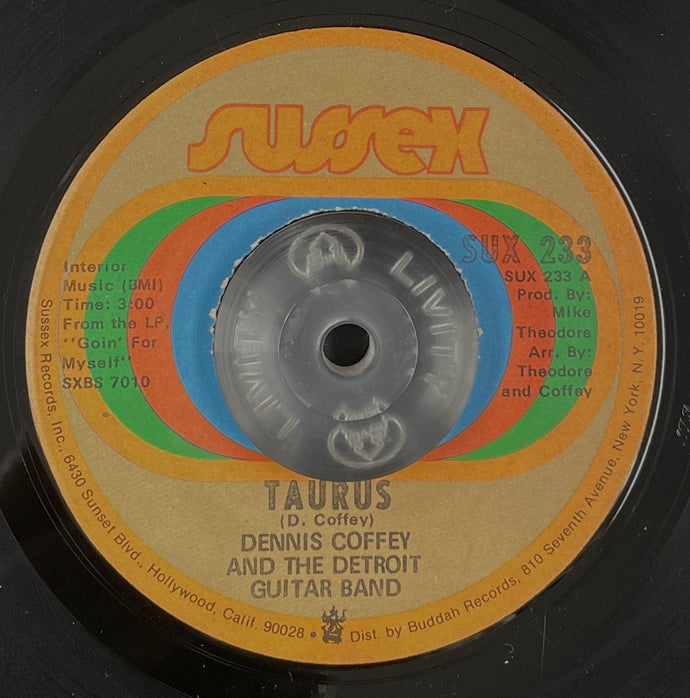 sussex
SUX 233
SUX 233 A
Prod. By:
Mike
Theodore
Arr. By:
Theodore
and Coffey
Interior
Music (BMI)
Time: 3:00
From the LP,
"Goin' For
Myself"
SXBS 7010
LIVITY
LIVITY
TAURUS
(D. Coffey)
DENNIS COFFEY
AND THE DETROIT
GUITAR BAND
Sussex Records, Inc., 6430 Sunset Blvd., Hollywood, Calif. 90028 • Dist. by Buddah Records, 810 Seventh Avenue, New York, N. Y. 10019